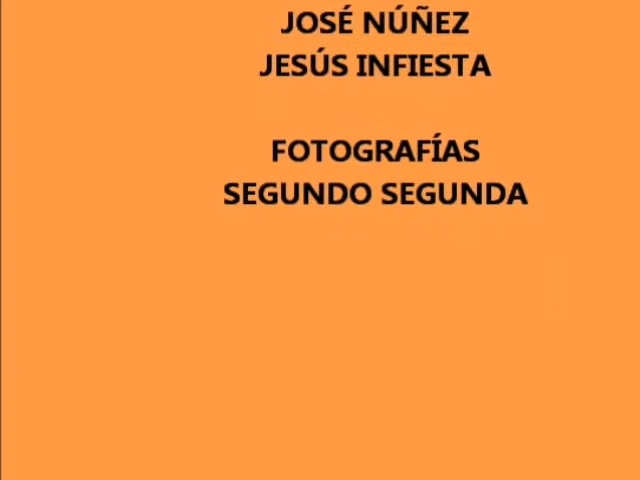 JOSÉ NÚÑEZ
JESÚS INFIESTA
FOTOGRAFÍAS
SEGUNDO SEGUNDA